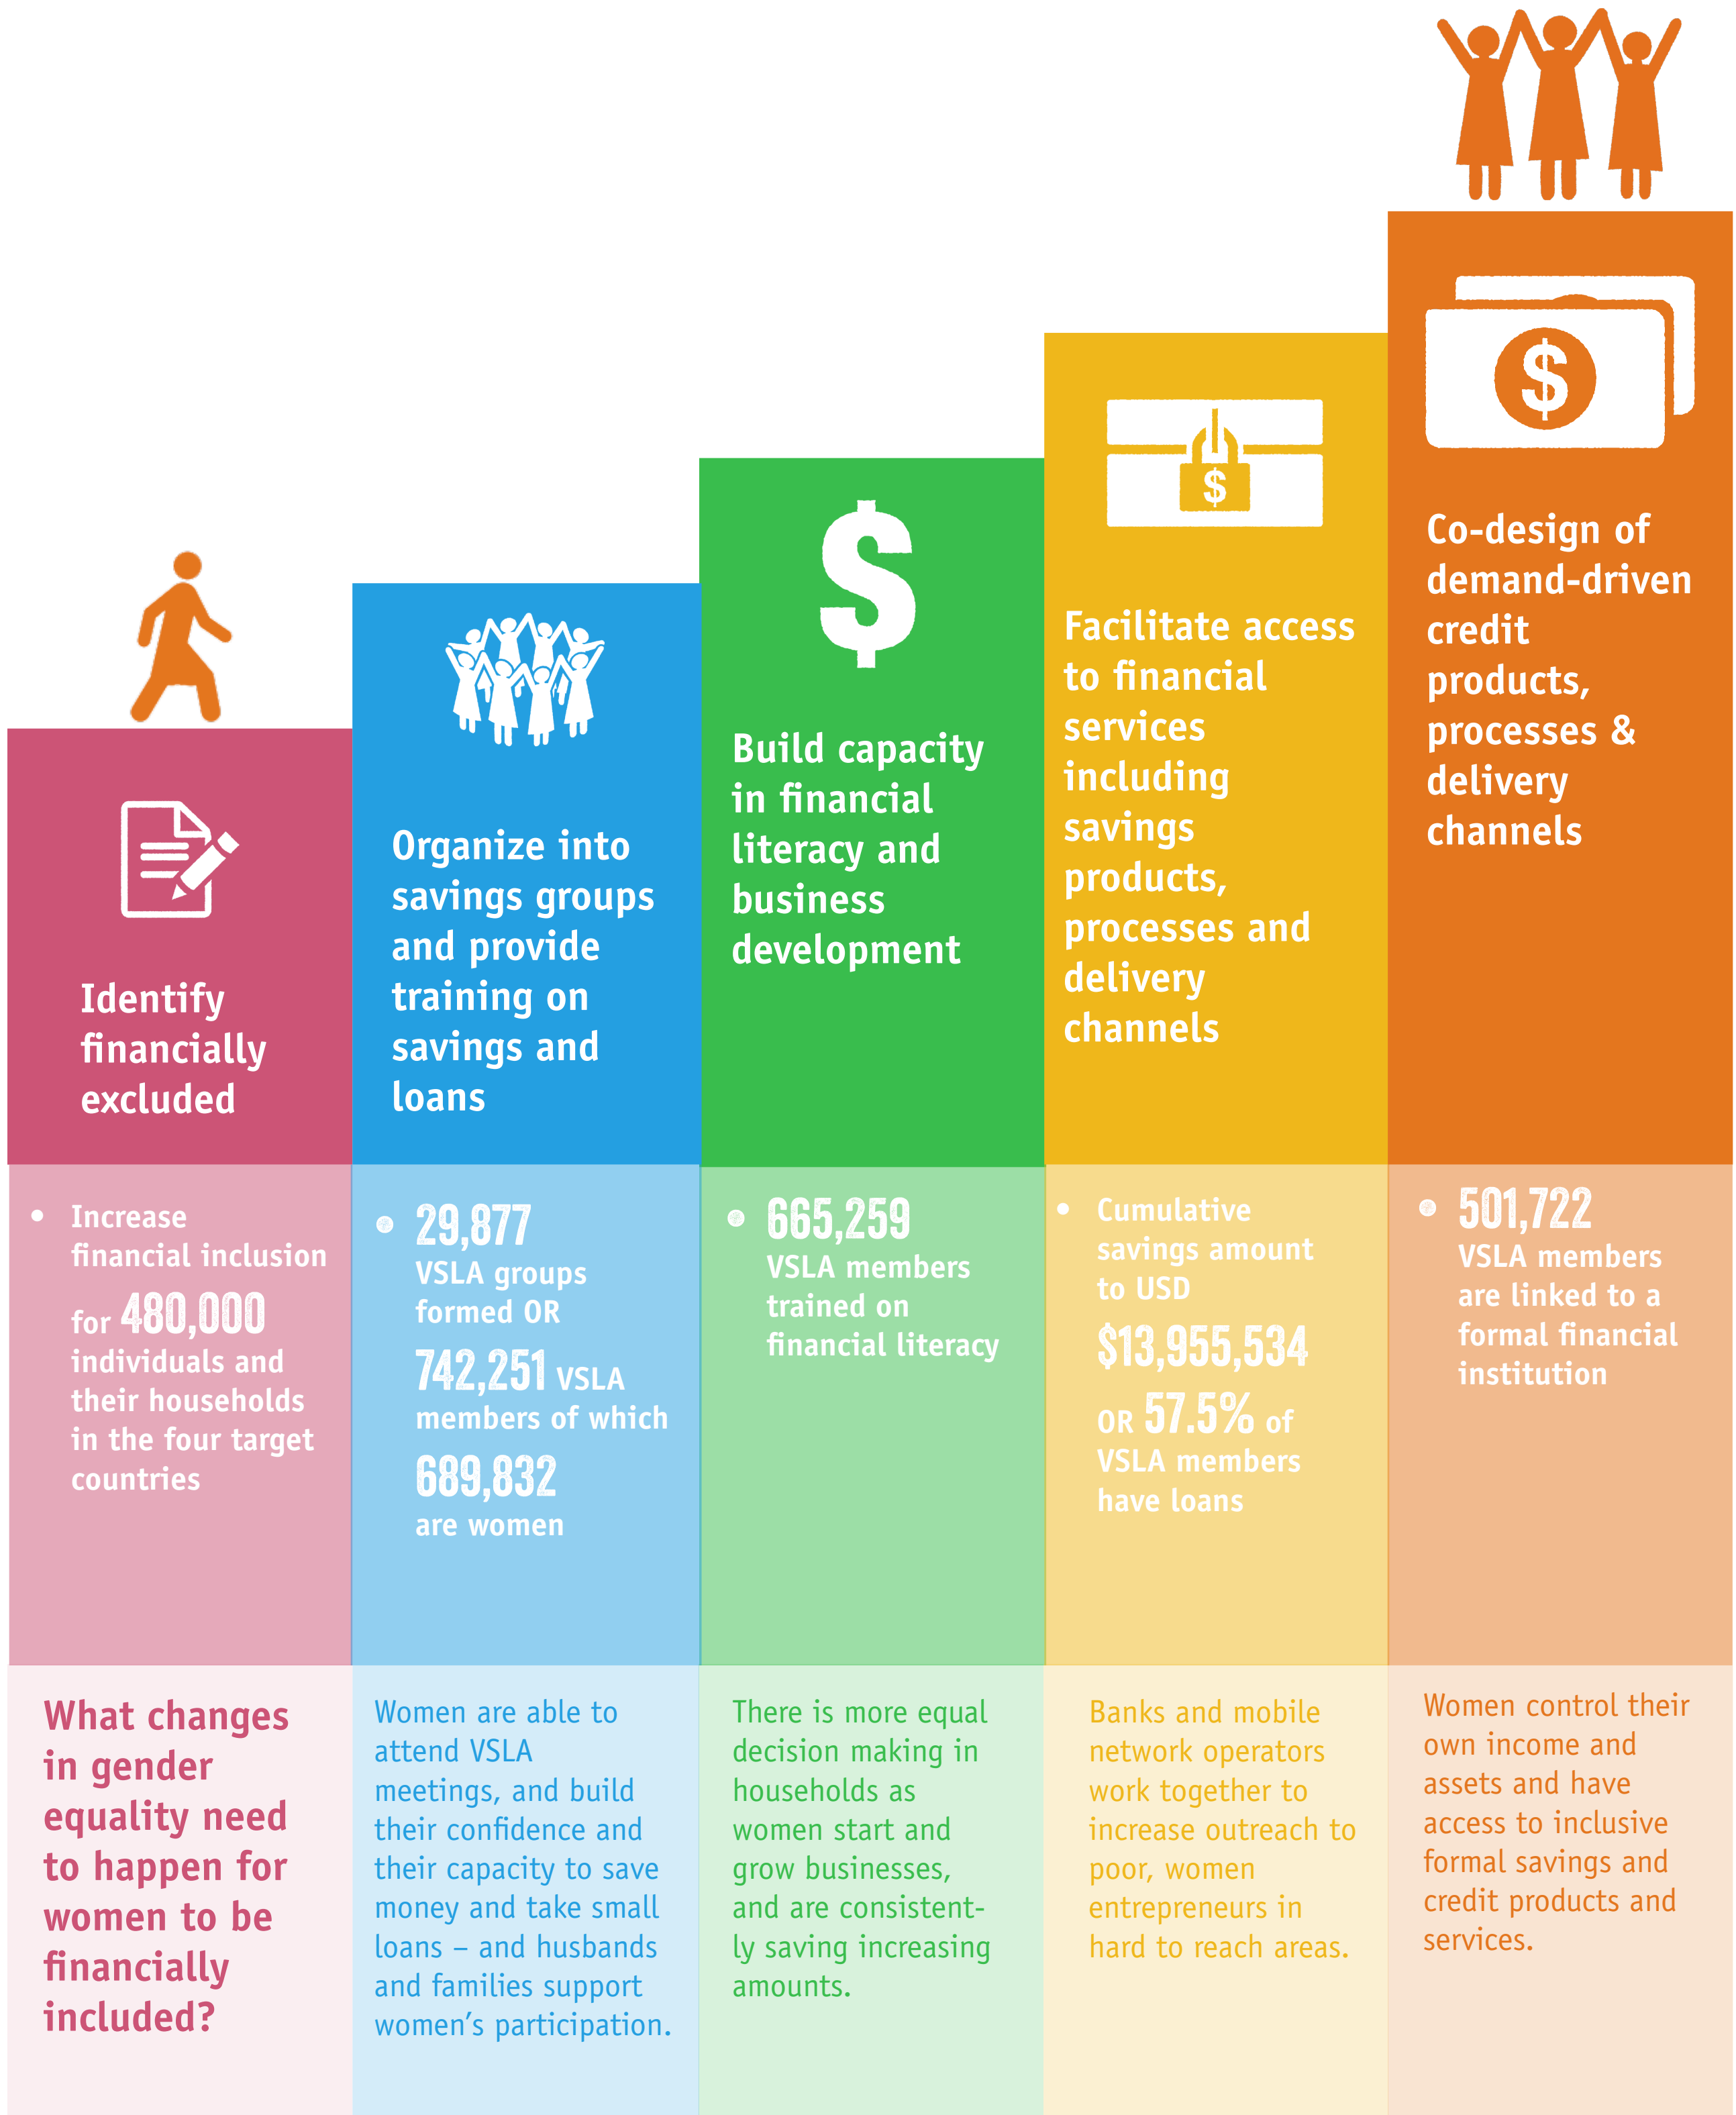 Identify
financially
excluded
Organize into
savings groups
and provide
training on
savings and
loans
$
Build capacity
in financial
literacy and
business
development
$
Facilitate access
to financial
services
including
savings
products,
processes and
delivery
channels
$
Co-design of
demand-driven
credit
products,
processes &
delivery
channels
• Increase
financial inclusion
for 480,000
individuals and
their households
in the four target
countries
• 29,877
VSLA groups
formed OR
742,251 VSLA
members of which
689,832
are women
• 665,259
VSLA members
trained on
financial literacy
• Cumulative
savings amount
to USD
$13,955,534
OR 57.5% of
VSLA members
have loans
• 501,722
VSLA members
are linked to a
formal financial
institution
What changes
in gender
equality need
to happen for
women to be
financially
included?
Women are able to
attend VSLA
meetings, and build
their confidence and
their capacity to save
money and take small
loans – and husbands
and families support
women's participation.
There is more equal
decision making in
households as
women start and
grow businesses,
and are consistent-
ly saving increasing
amounts.
Banks and mobile
network operators
work together to
increase outreach to
poor, women
entrepreneurs in
hard to reach areas.
Women control their
own income and
assets and have
access to inclusive
formal savings and
credit products and
services.